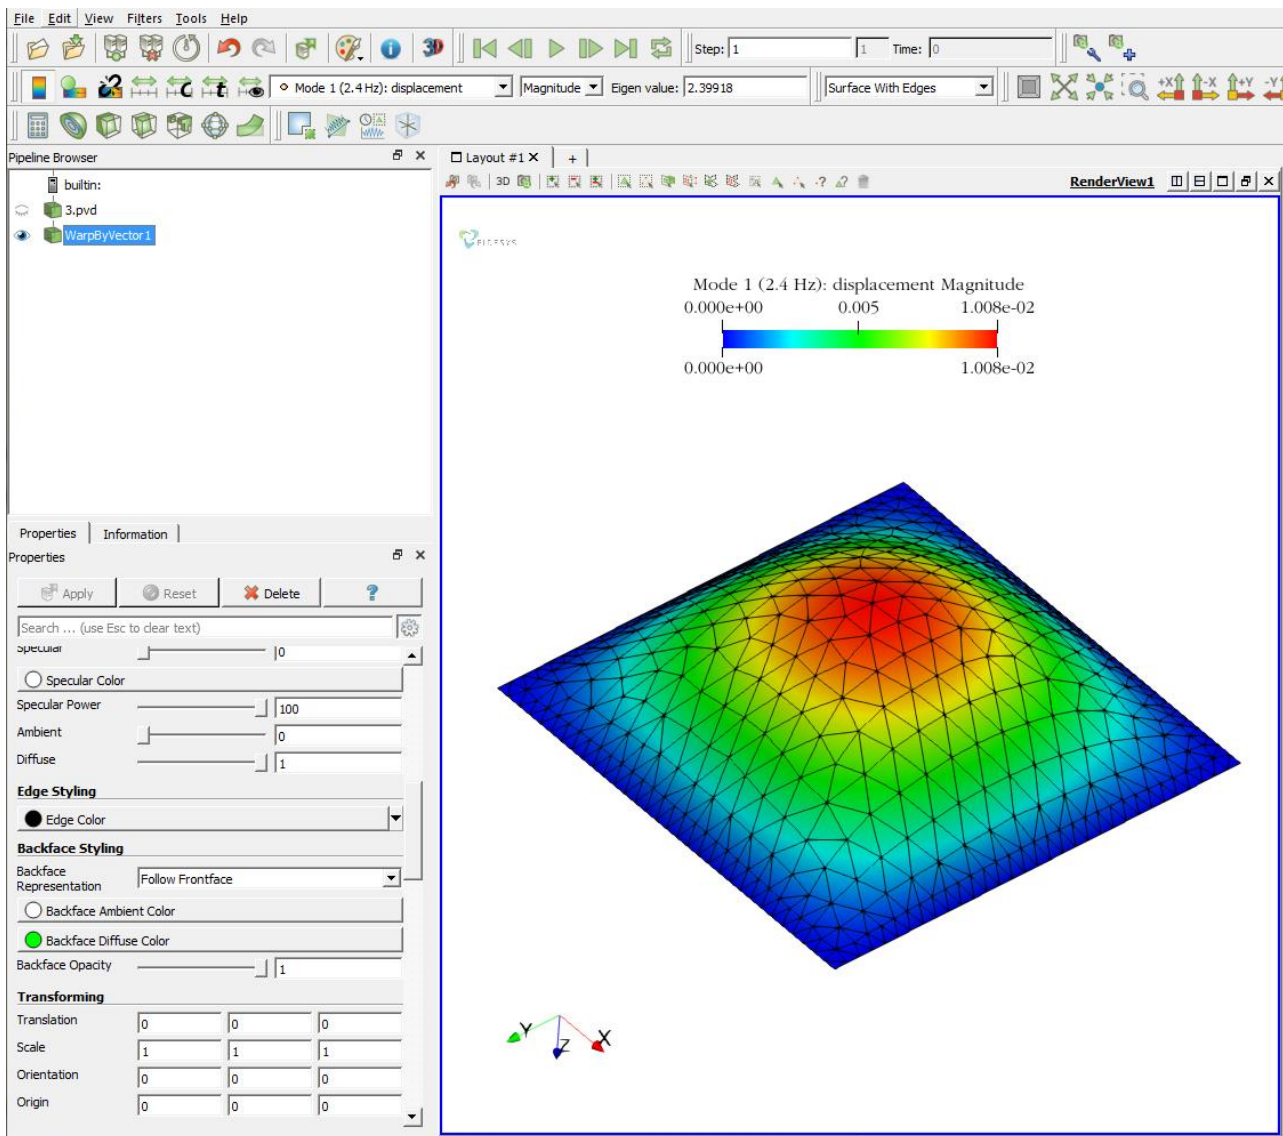 File Edit View Filters Tools Help
3D Step: 1 1 Time: 0
Mode 1 (2.4Hz): displacement Magnitude Eigen value: 2.39918 Surface With Edges +X -X +Y -Y
Pipeline Browser
Layout #1 X +
builtin:
3D RenderView1
3.pvd
WarpByVector1
FIDESYS
Mode 1 (2.4 Hz): displacement Magnitude
0.000e+00 0.005 1.008e-02
0.000e+00 1.008e-02
Properties Information
Properties
Apply Reset Delete ?
Search ... (use Esc to clear text)
Specular 0
Specular Color
Specular Power 100
Ambient 0
Diffuse 1
Edge Styling
Edge Color
Backface Styling
Backface
Representation Follow Frontface
Backface Ambient Color
Backface Diffuse Color
Backface Opacity 1
Transforming
Translation 0 0 0
Scale 1 1 1
Orientation 0 0 0
Origin 0 0 0
Y Z X